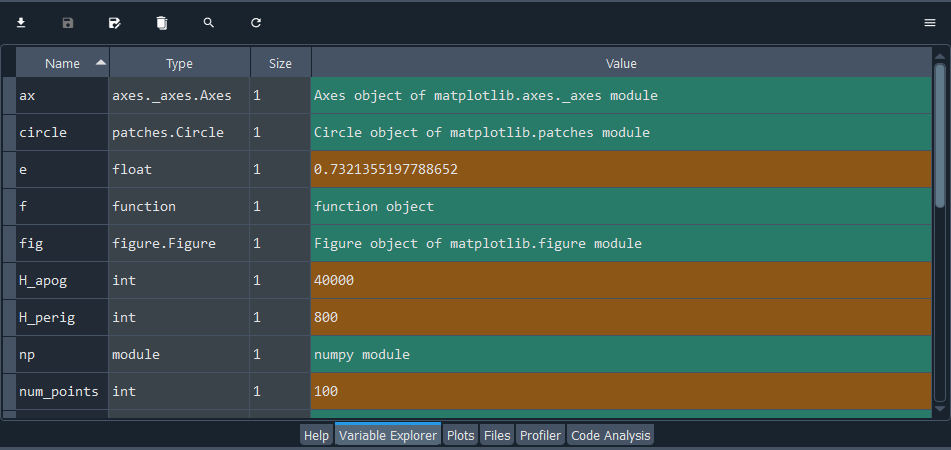 Name Type Size Value
ax axes._axes.Axes 1 Axes object of matplotlib.axes._axes module
circle patches.Circle 1 Circle object of matplotlib.patches module
e float 1 0.7321355197788652
f function 1 function object
fig figure.Figure 1 Figure object of matplotlib.figure module
H_apog int 1 40000
H_perig int 1 800
np module 1 numpy module
num_points int 1 100
Help Variable Explorer Plots Files Profiler Code Analysis